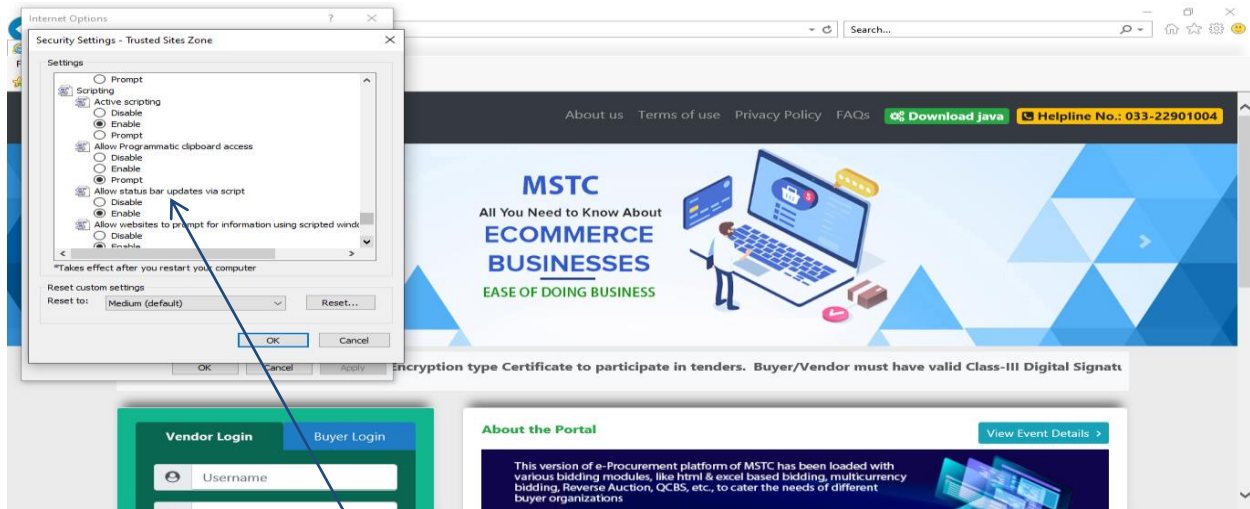 Internet Options
Search...
Security Settings - Trusted Sites Zone
Settings
Prompt
Scripting
Active scripting
Disable
Enable
Prompt
Allow Programmatic clipboard access
Disable
Enable
Prompt
Allow status bar updates via script
Disable
Enable
Allow websites to prompt for information using scripted
Disable
Enable
*Takes effect after you restart your computer
Reset custom settings
Reset to: Medium (default) Reset...
OK Cancel
OK Cancel Apply
About us Terms of use Privacy Policy FAQs Download java Helpline No.: 033-22901004
MSTC
All You Need to Know About
ECOMMERCE
BUSINESSES
EASE OF DOING BUSINESS
Encryption type Certificate to participate in tenders. Buyer/Vendor must have valid Class-III Digital
Vendor Login Buyer Login
Username
About the Portal
View Event Details >
This version of e-Procurement platform of MSTC has been loaded with
various bidding modules, like html & excel based bidding, multicurrency
bidding, Reverse Auction, QCBS, etc., to cater the needs of different
buyer organizations